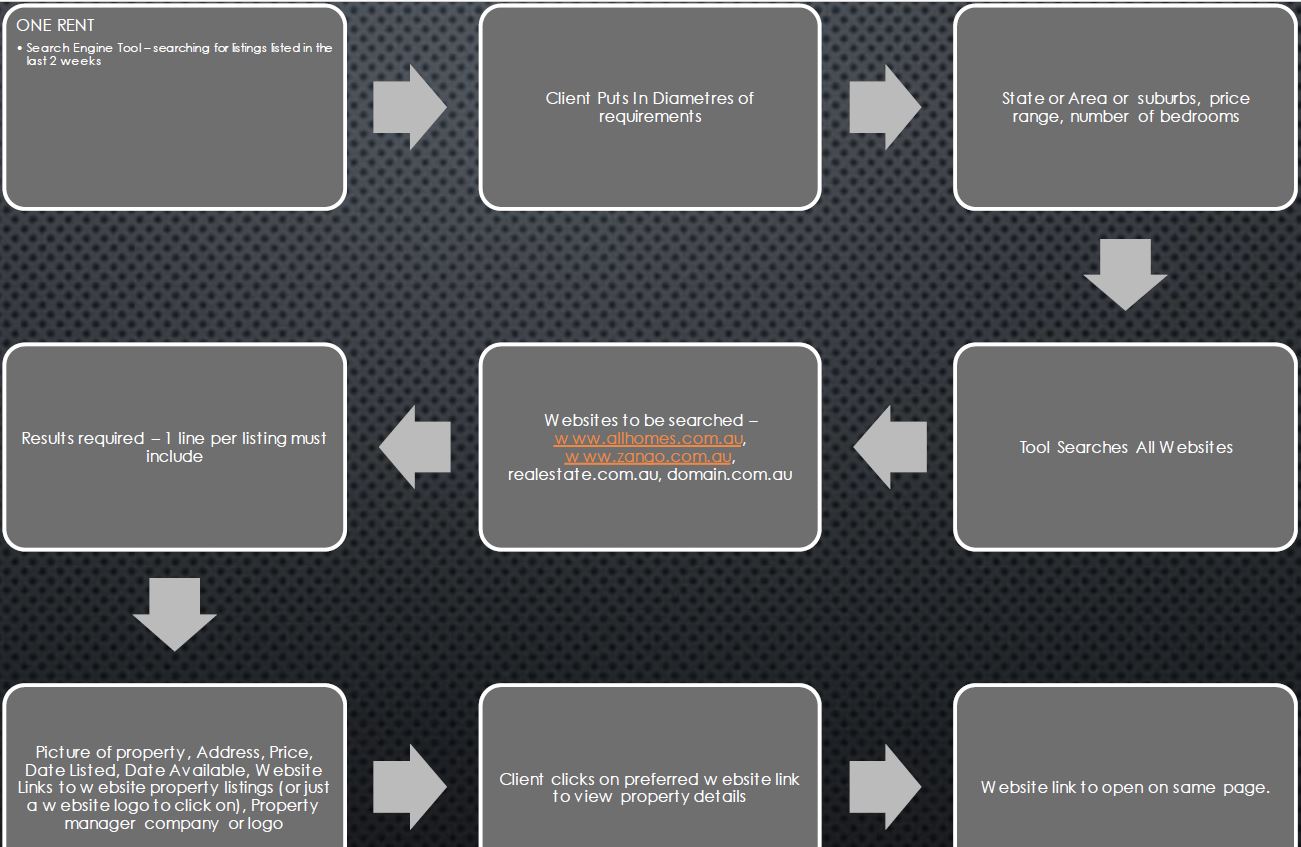 ONE RENT
• Search Engine Tool – searching for listings listed in the
last 2 weeks
Client Puts In Diametres of
requirements
State or Area or suburbs, price
range, number of bedrooms
Tool Searches All Websites
Websites to be searched –
www.allhomes.com.au,
www.zango.com.au,
realestate.com.au, domain.com.au
Results required – 1 line per listing must
include
Picture of property, Address, Price,
Date Listed, Date Available, Website
Links to website property listings (or just
a website logo to click on), Property
manager company or logo
Client clicks on preferred website link
to view property details
Website link to open on same page.